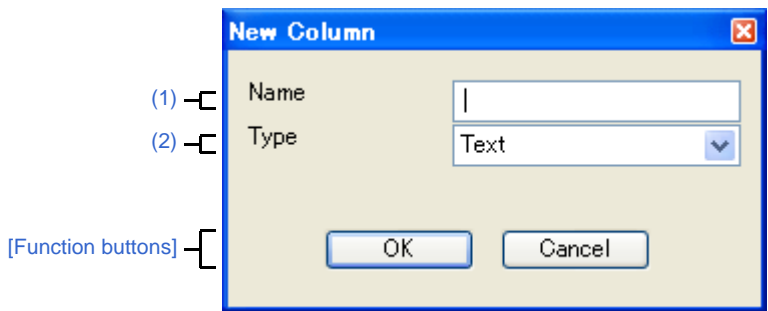 New Column
(1) Name
(2) Type Text
[Function buttons] OK Cancel